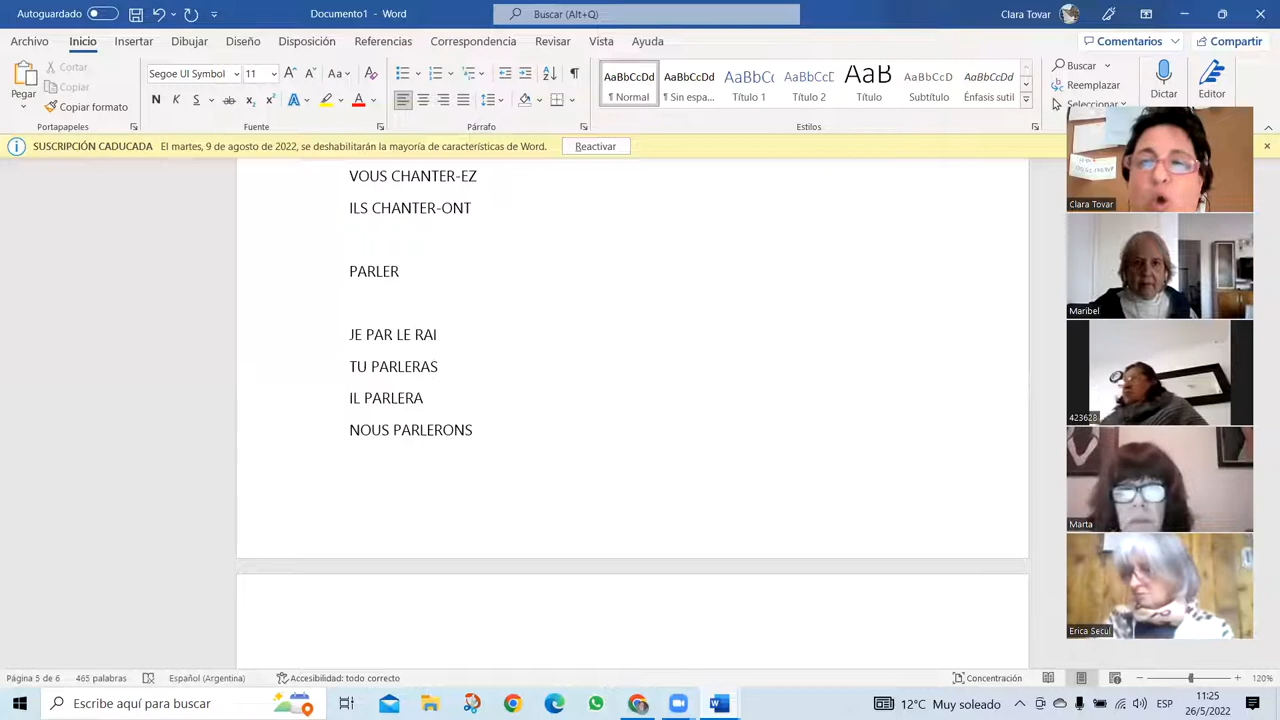 Autoguardado
Documento1 - Word
Buscar (Alt+Q)
Clara Tovar
Archivo Inicio Insertar Dibujar Diseño Disposición Referencias Correspondencia Revisar Vista Ayuda
Comentarios Compartir
Pegar
Cortar
Copiar
Copiar formato
Portapapeles
Segoe UI Symbol 11
Aa
N K S ab x₂ x² A A
Fuente
Párrafo
AaBbCcDd AaBbCcDd AaBbCc AaBbCcD AaB AaBbCcDd AaBbCcDd
¶ Normal ¶ Sin espa... Título 1 Título 2 Título Subtítulo Énfasis sutil
Estilos
Buscar
Reemplazar
Seleccionar
Dictar
Editor
SUSCRIPCIÓN CADUCADA El martes, 9 de agosto de 2022, se deshabilitarán la mayoría de características de Word.
Reactivar
VOUS CHANTER-EZ
ILS CHANTER-ONT
PARLER
JE PAR LE RAI
TU PARLERAS
IL PARLERA
NOUS PARLERONS
Clara Tovar
Maribel
423628
Marta
Erica Secul
Página 5 de 6 465 palabras Español (Argentina) Accesibilidad: todo correcto
Concentración
120%
Escribe aquí para buscar
12°C Muy soleado
ESP
11:25
26/5/2022